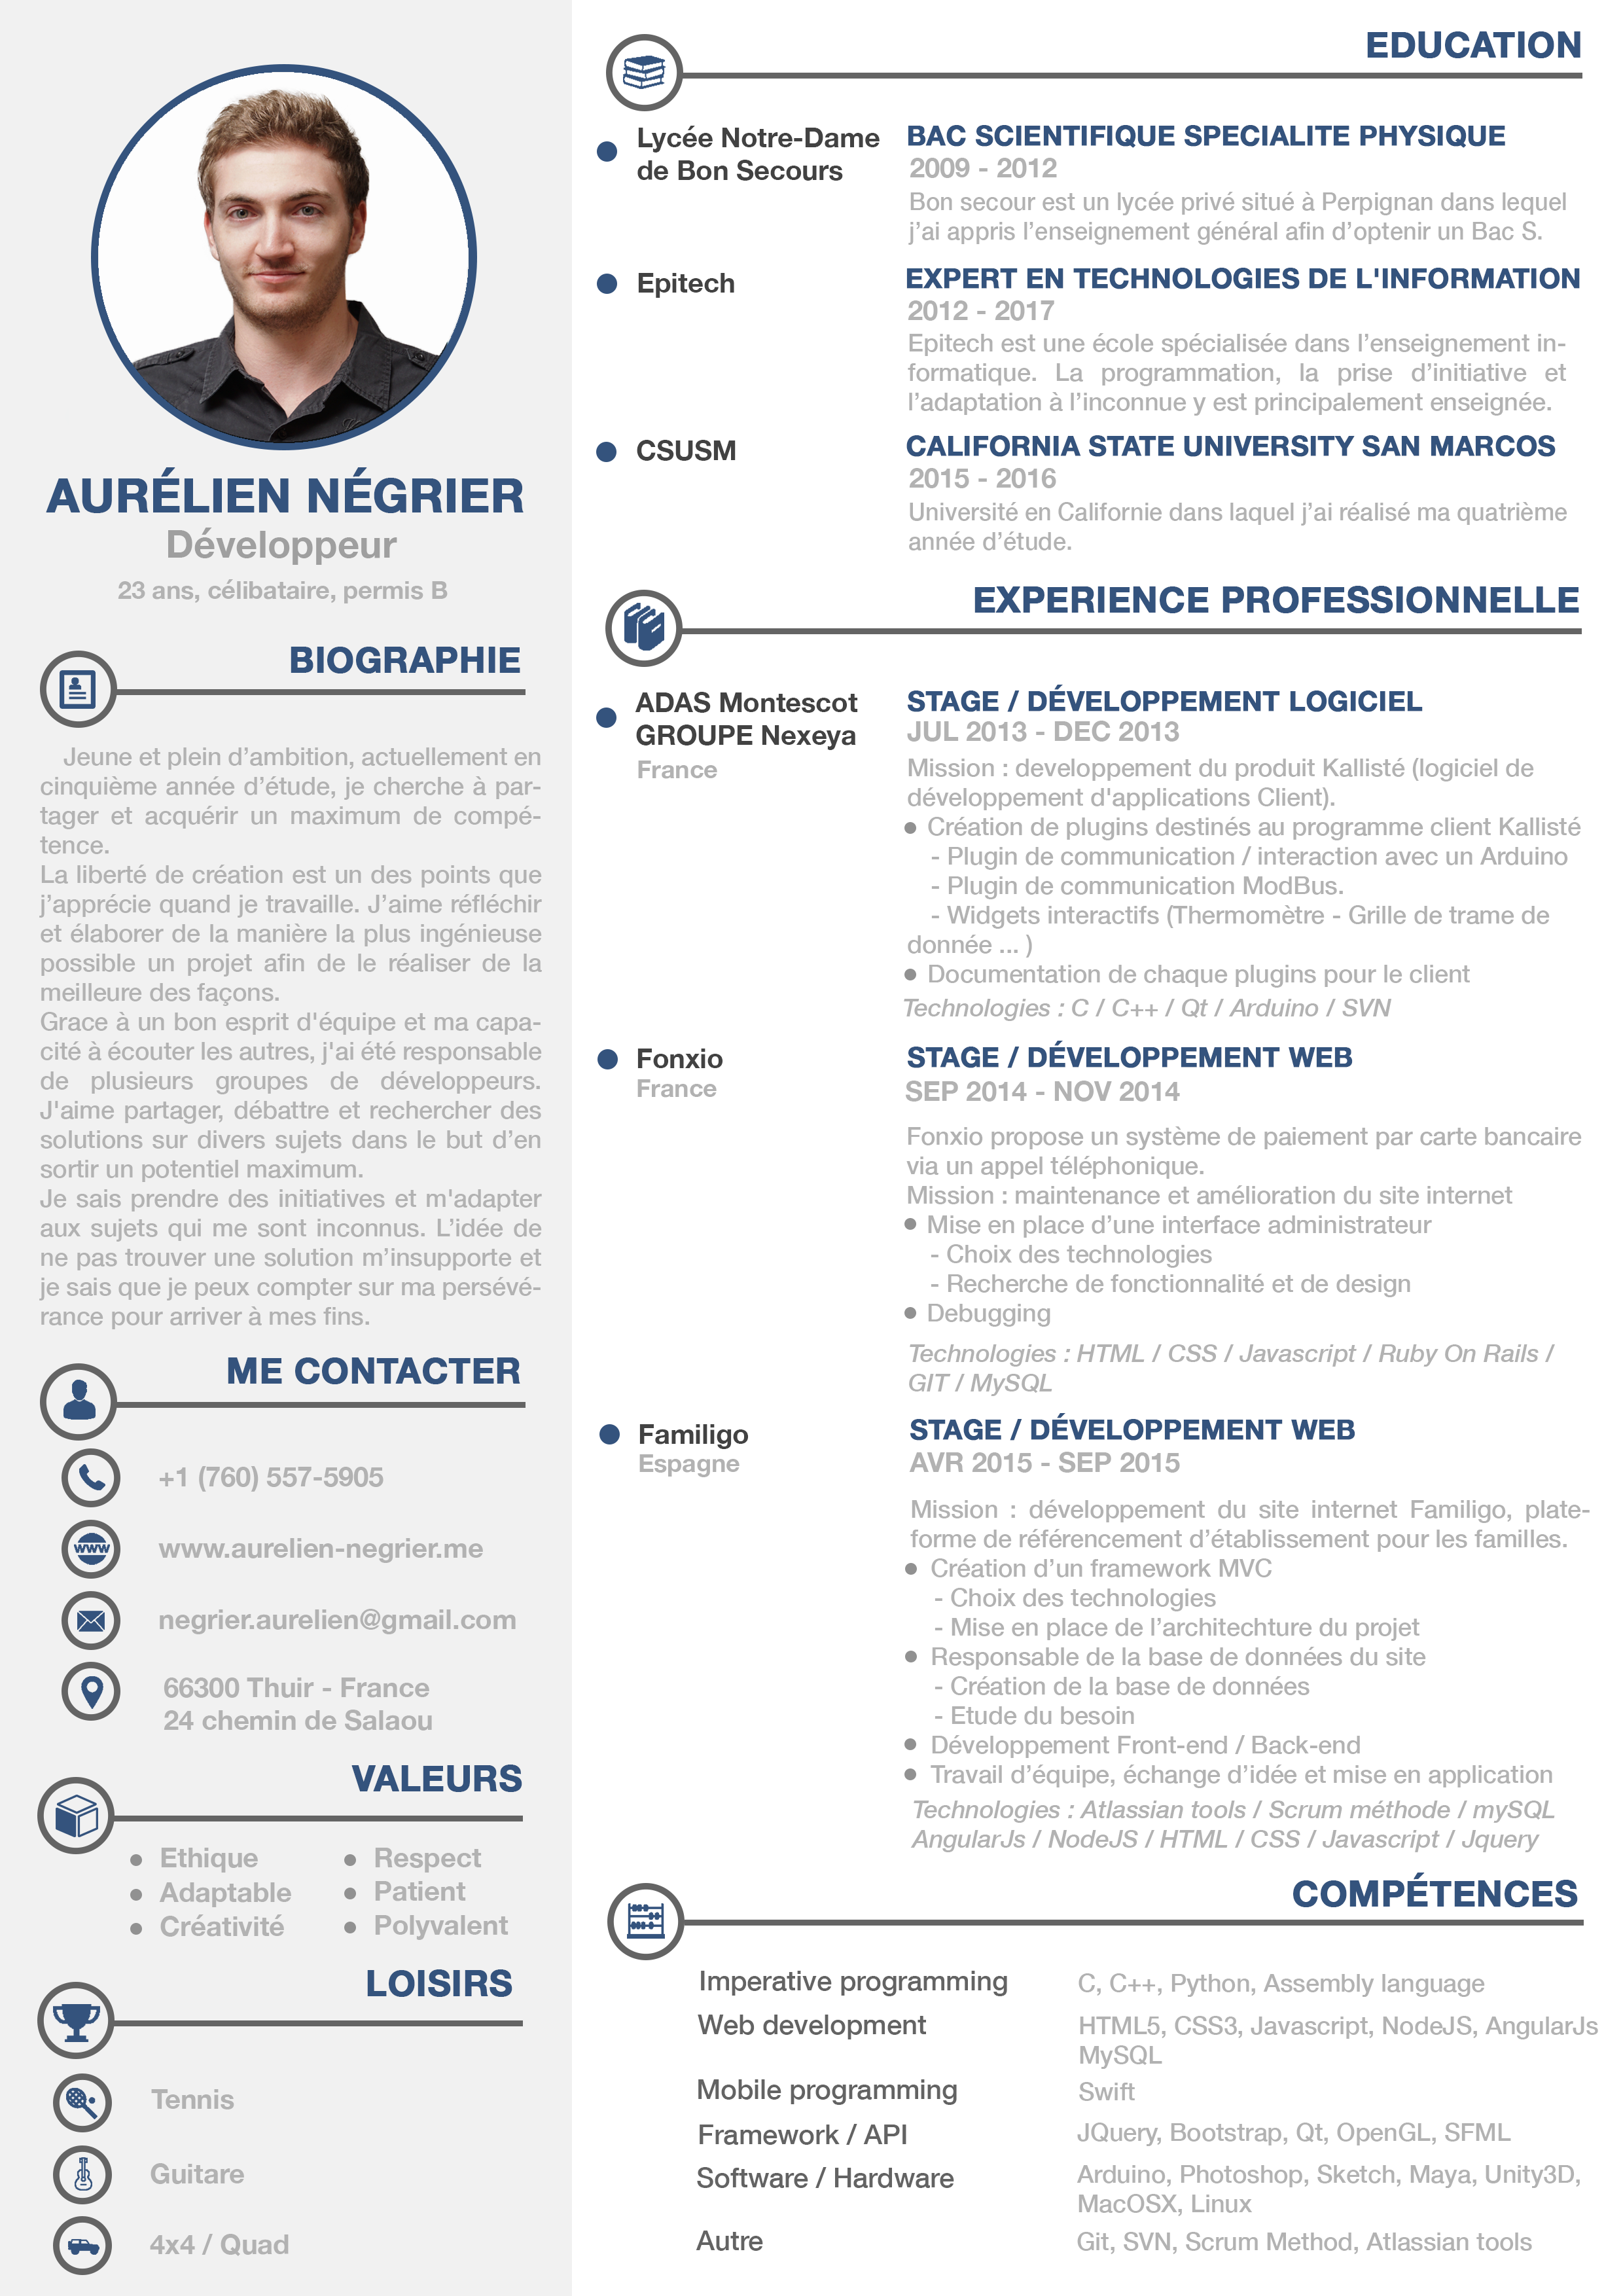 AURÉLIEN NÉGRIER
Développeur
23 ans, célibataire, permis B
BIOGRAPHIE
Jeune et plein d’ambition, actuellement en
cinquième année d’étude, je cherche à par-
tager et acquérir un maximum de compé-
tence.
La liberté de création est un des points que
j’apprécie quand je travaille. J’aime réfléchir
et élaborer de la manière la plus ingénieuse
possible un projet afin de le réaliser de la
meilleure des façons.
Grace à un bon esprit d'équipe et ma capa-
cité à écouter les autres, j'ai été responsable
de plusieurs groupes de développeurs.
J'aime partager, débattre et rechercher des
solutions sur divers sujets dans le but d’en
sortir un potentiel maximum.
Je sais prendre des initiatives et m'adapter
aux sujets qui me sont inconnus. L’idée de
ne pas trouver une solution m’insupporte et
je sais que je peux compter sur ma persévé-
rance pour arriver à mes fins.
ME CONTACTER
+1 (760) 557-5905
www
www.aurelien-negrier.me
negrier.aurelien@gmail.com
66300 Thuir - France
24 chemin de Salaou
VALEURS
Ethique
Adaptable
Créativité
Respect
Patient
Polyvalent
LOISIRS
Tennis
Guitare
4x4 / Quad
EDUCATION
Lycée Notre-Dame
de Bon Secours
BAC SCIENTIFIQUE SPECIALITE PHYSIQUE
2009 - 2012
Bon secour est un lycée privé situé à Perpignan dans lequel
j’ai appris l’enseignement général afin d’optenir un Bac S.
Epitech
EXPERT EN TECHNOLOGIES DE L'INFORMATION
2012 - 2017
Epitech est une école spécialisée dans l’enseignement in-
formatique. La programmation, la prise d’initiative et
l’adaptation à l’inconnue y est principalement enseignée.
CSUSM
CALIFORNIA STATE UNIVERSITY SAN MARCOS
2015 - 2016
Université en Californie dans laquel j’ai réalisé ma quatrième
année d’étude.
EXPERIENCE PROFESSIONNELLE
ADAS Montescot
GROUPE Nexeya
France
STAGE / DÉVELOPPEMENT LOGICIEL
JUL 2013 - DEC 2013
Mission : developpement du produit Kallisté (logiciel de
développement d'applications Client).
● Création de plugins destinés au programme client Kallisté
- Plugin de communication / interaction avec un Arduino
- Plugin de communication ModBus.
- Widgets interactifs (Thermomètre - Grille de trame de
donnée ... )
● Documentation de chaque plugins pour le client
Technologies : C / C++ / Qt / Arduino / SVN
Fonxio
France
STAGE / DÉVELOPPEMENT WEB
SEP 2014 - NOV 2014
Fonxio propose un système de paiement par carte bancaire
via un appel téléphonique.
Mission : maintenance et amélioration du site internet
● Mise en place d’une interface administrateur
- Choix des technologies
- Recherche de fonctionnalité et de design
● Debugging
Technologies : HTML / CSS / Javascript / Ruby On Rails /
GIT / MySQL
Familigo
Espagne
STAGE / DÉVELOPPEMENT WEB
AVR 2015 - SEP 2015
Mission : développement du site internet Familigo, plate-
forme de référencement d’établissement pour les familles.
● Création d’un framework MVC
- Choix des technologies
- Mise en place de l’architechture du projet
● Responsable de la base de données du site
- Création de la base de données
- Etude du besoin
● Développement Front-end / Back-end
● Travail d’équipe, échange d’idée et mise en application
Technologies : Atlassian tools / Scrum méthode / mySQL
AngularJs / NodeJS / HTML / CSS / Javascript / Jquery
COMPÉTENCES
Imperative programming
C, C++, Python, Assembly language
Web development
HTML5, CSS3, Javascript, NodeJS, AngularJs
MySQL
Mobile programming
Swift
Framework / API
JQuery, Bootstrap, Qt, OpenGL, SFML
Software / Hardware
Arduino, Photoshop, Sketch, Maya, Unity3D,
MacOSX, Linux
Autre
Git, SVN, Scrum Method, Atlassian tools